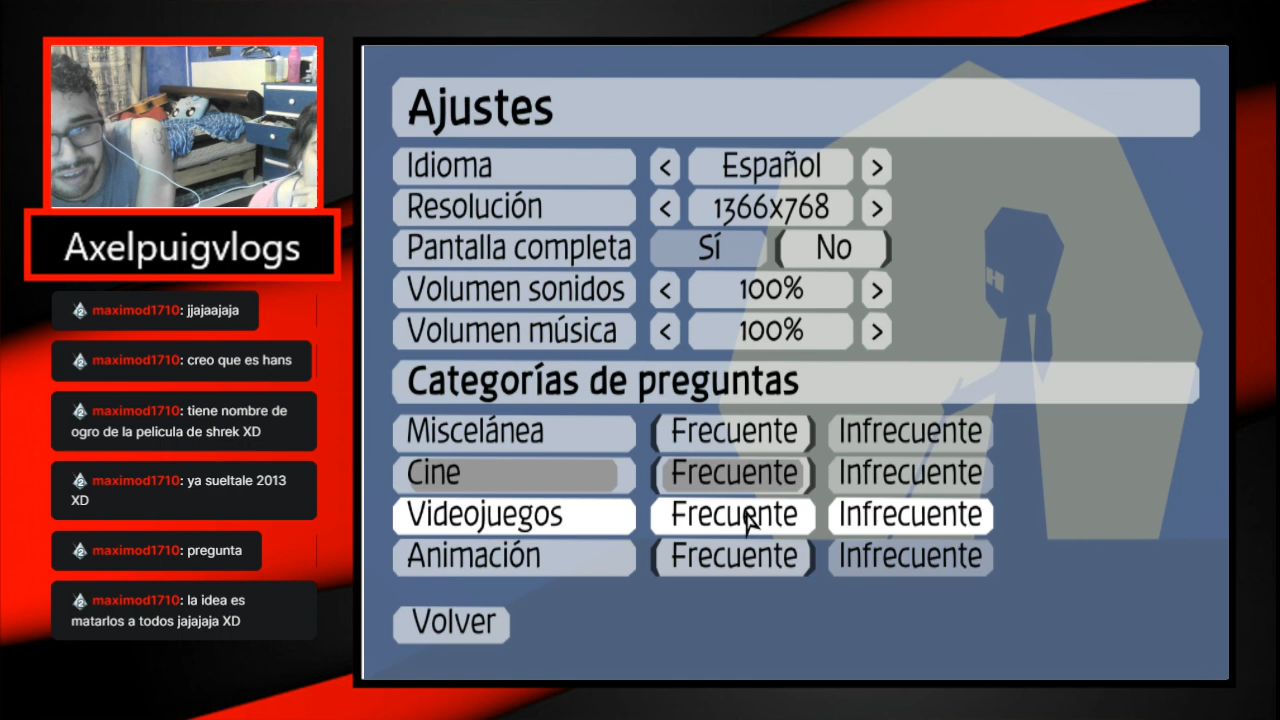 Axelpuigvlogs
maximod1710: jjajaajaja
maximod1710: creo que es hans
maximod1710: tiene nombre de
ogro de la pelicula de shrek XD
maximod1710: ya sueltale 2013
XD
maximod1710: pregunta
maximod1710: la idea es
matarlos a todos jajajaja XD
Ajustes
Idioma < Español >
Resolución < 1366x768 >
Pantalla completa Sí (No)
Volumen sonidos < 100% >
Volumen música < 100% >
Categorías de preguntas
Miscelánea (Frecuente) Infrecuente
Cine (Frecuente) Infrecuente
Videojuegos Frecuente Infrecuente
Animación (Frecuente) Infrecuente
Volver